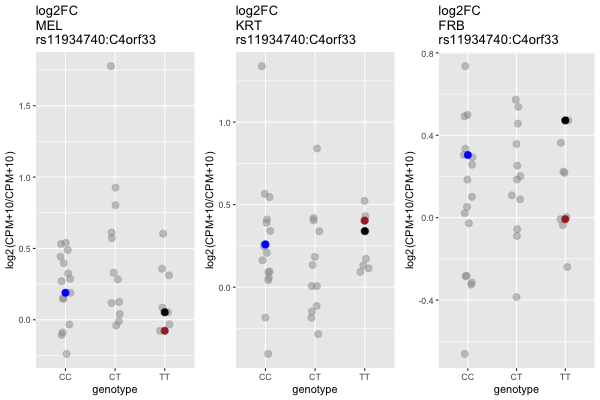 log2FC
MEL
rs11934740:C4orf33
log2(CPM+10/CPM+10)
1.5
1.0
0.5
0.0
CC CT TT
genotype
log2FC
KRT
rs11934740:C4orf33
log2(CPM+10/CPM+10)
1.0
0.5
0.0
CC CT TT
genotype
log2FC
FRB
rs11934740:C4orf33
log2(CPM+10/CPM+10)
0.8
0.4
0.0
-0.4
CC CT TT
genotype